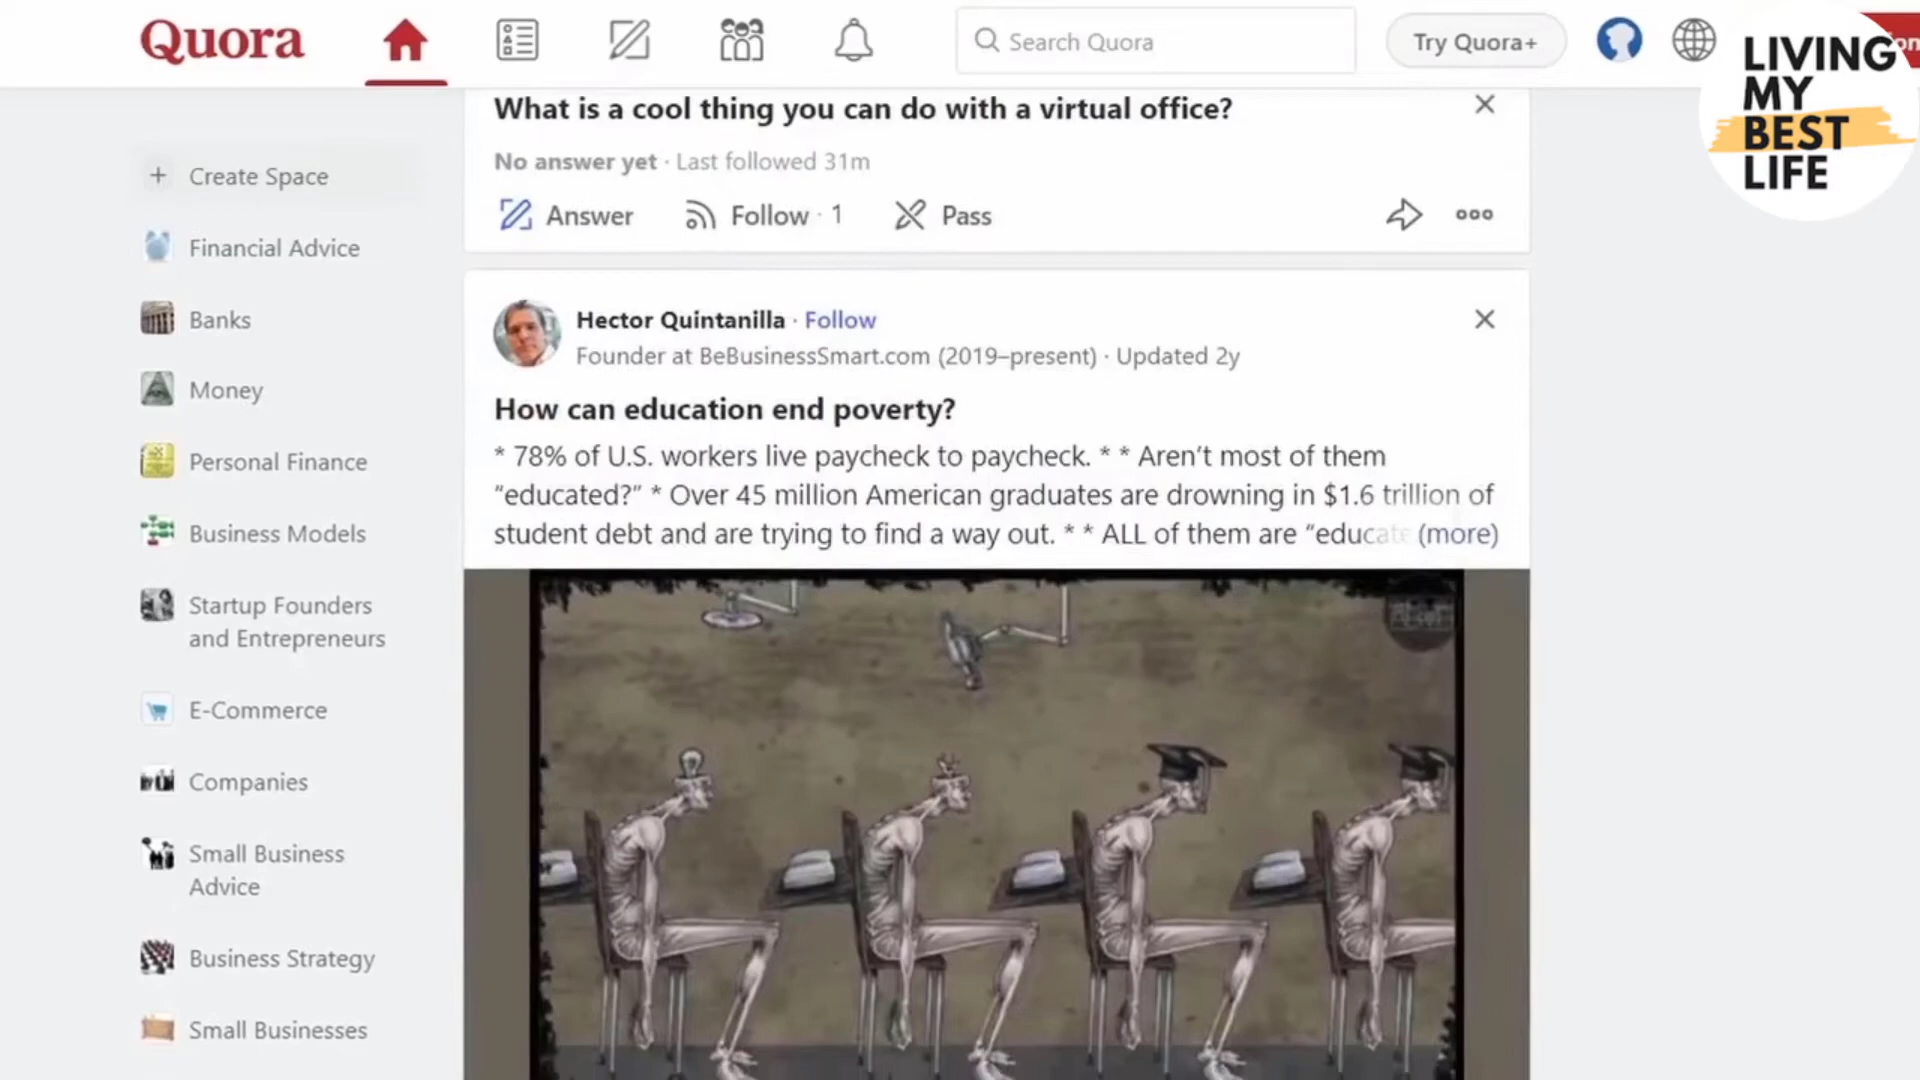 Quora
Search Quora
Try Quora+
LIVING
MY
BEST
LIFE
What is a cool thing you can do with a virtual office?
No answer yet · Last followed 31m
Answer
Follow · 1
Pass
Create Space
Financial Advice
Banks
Money
Personal Finance
Business Models
Startup Founders
and Entrepreneurs
E-Commerce
Companies
Small Business
Advice
Business Strategy
Small Businesses
Hector Quintanilla · Follow
Founder at BeBusinessSmart.com (2019–present) · Updated 2y
How can education end poverty?
* 78% of U.S. workers live paycheck to paycheck. * * Aren’t most of them
“educated?” * Over 45 million American graduates are drowning in $1.6 trillion of
student debt and are trying to find a way out. * * ALL of them are “educate (more)